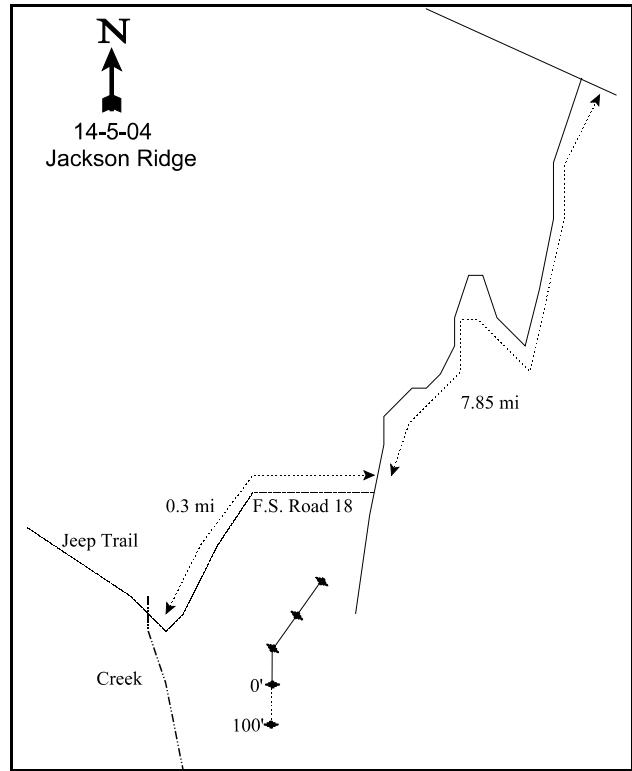 N
14-5-04
Jackson Ridge
7.85 mi
0.3 mi
F.S. Road 18
Jeep Trail
Creek
0'
100'